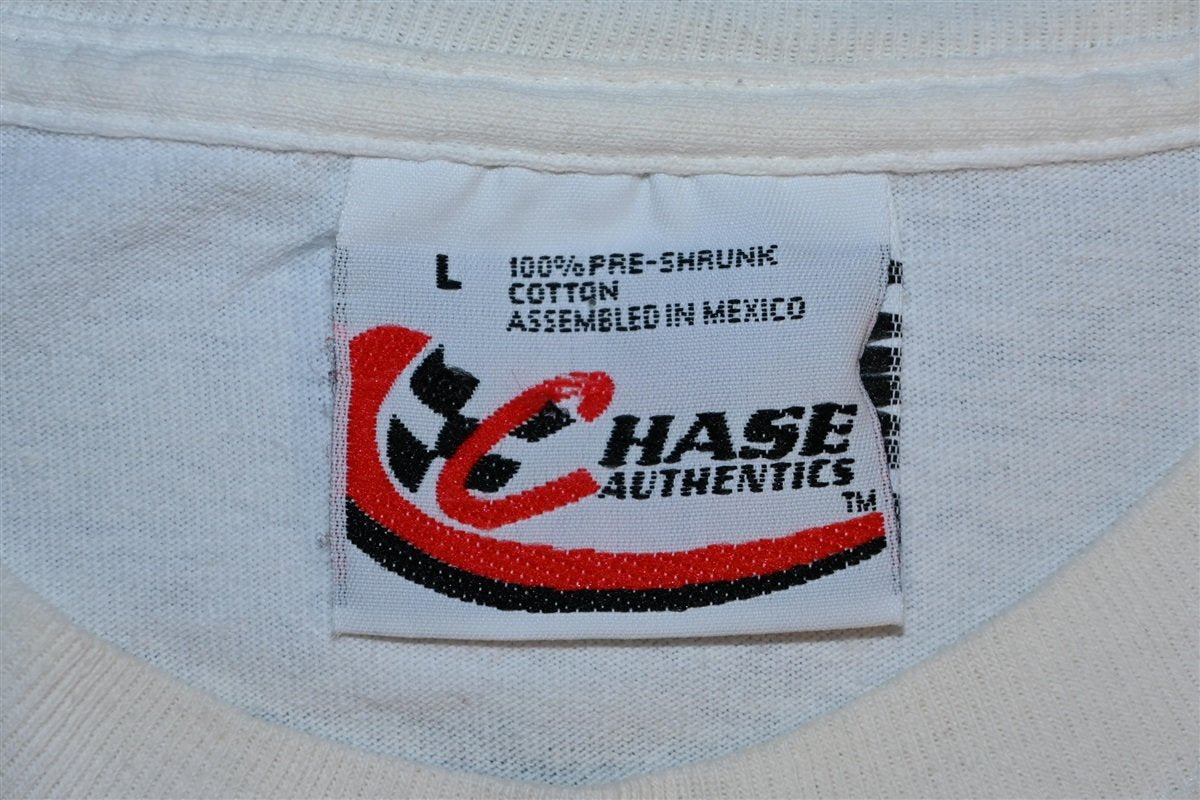 L
100% PRE-SHRUNK
COTTON
ASSEMBLED IN MEXICO
CHASE
AUTHENTICS
TM